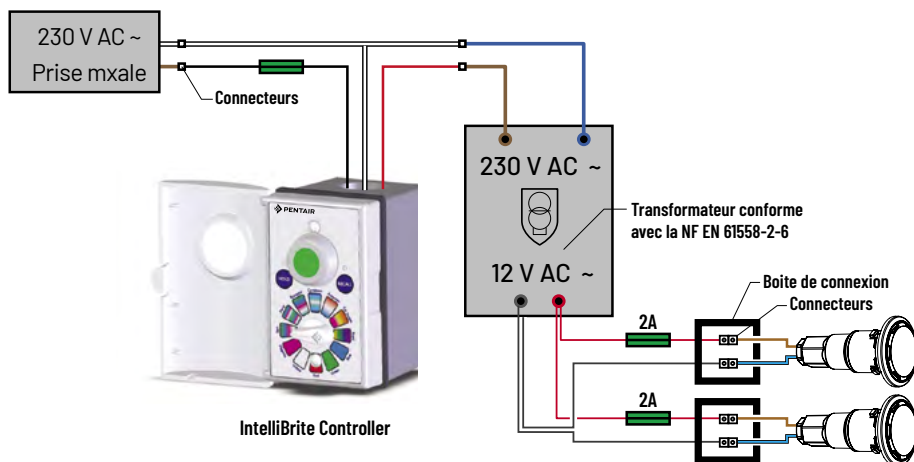 230 V AC ~
Prise mxale
Connecteurs
PENTAIR
230 V AC ~
Transformateur conforme
avec la NF EN 61558-2-6
12 V AC ~
Boite de connexion
Connecteurs
2A
2A
IntelliBrite Controller